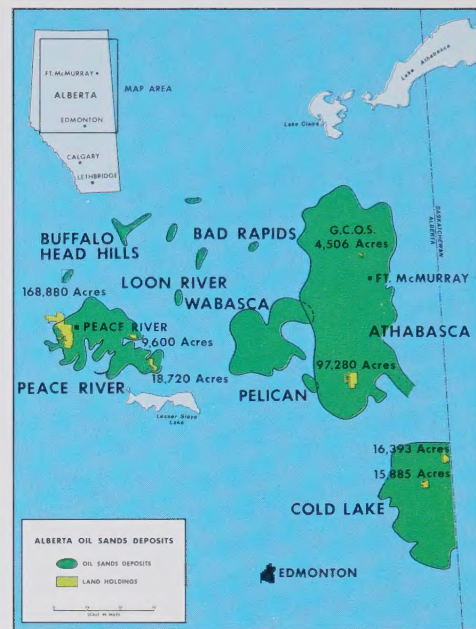 FT. McMURRAY
ALBERTA
MAP AREA
EDMONTON
CALGARY
LETHBRIDGE
Lake Athabasca
Lake Claire
SASKATCHEWAN
ALBERTA
BUFFALO
HEAD HILLS
BAD RAPIDS
G.C.O.S.
4,506 Acres
LOON RIVER
WABASCA
FT. McMURRAY
168,880 Acres
PEACE RIVER
9,600 Acres
ATHABASCA
18,720 Acres
97,280 Acres
PEACE RIVER
PELICAN
Lesser Slave
Lake
16,393 Acres
15,885 Acres
COLD LAKE
ALBERTA OIL SANDS DEPOSITS
OIL SANDS DEPOSITS
LAND HOLDINGS
SCALE IN MILES
EDMONTON